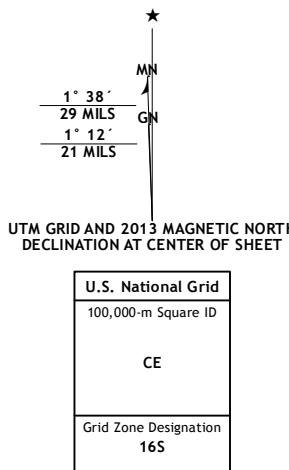 ★
MN
1° 38´
29 MILS
GN
1° 12´
21 MILS
UTM GRID AND 2013 MAGNETIC NORTH
DECLINATION AT CENTER OF SHEET
U.S. National Grid
100,000-m Square ID
CE
Grid Zone Designation
16S